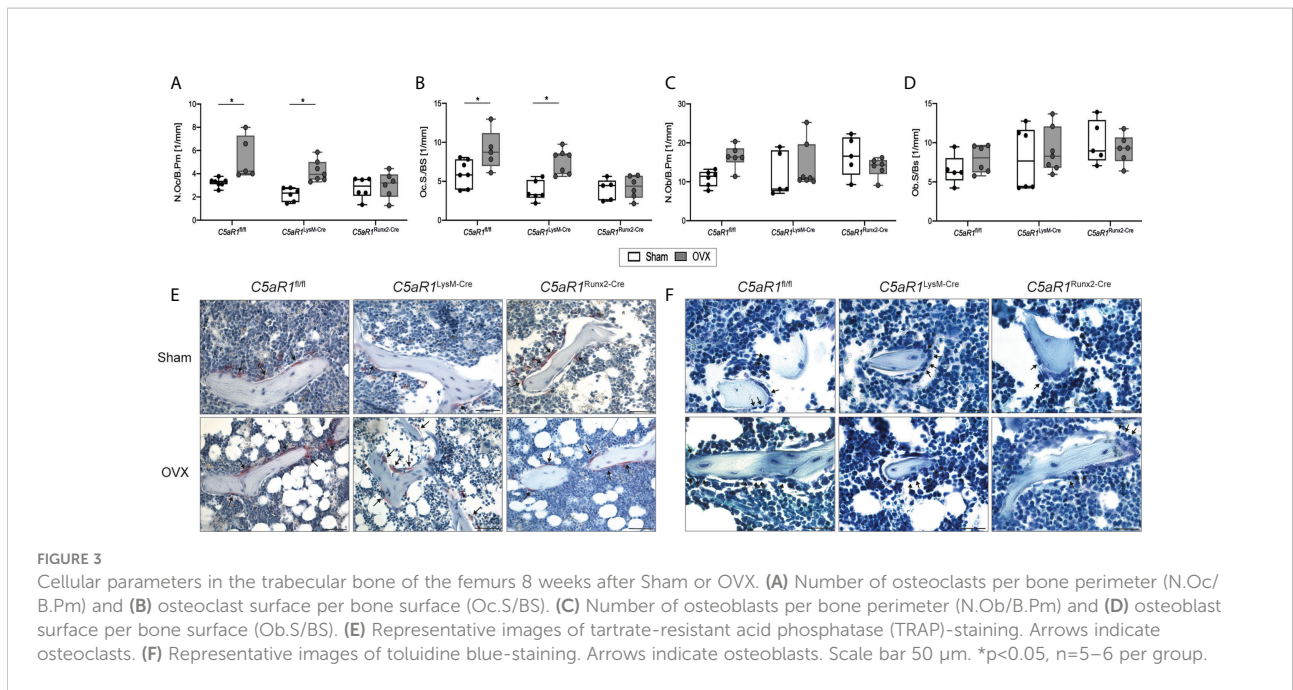 A
B
C
D
* *
* *
N.Oc/B.Pm [1/mm]
10
8
6
4
2
0
C5aR1fl/fl C5aR1LysM-Cre C5aR1Runx2-Cre
Oc.S./BS [1/mm]
15
10
5
0
C5aR1fl/fl C5aR1LysM-Cre C5aR1Runx2-Cre
N.Ob/B.Pm [1/mm]
30
20
10
0
C5aR1fl/fl C5aR1LysM-Cre C5aR1Runx2-Cre
Ob.S/Bs [1/mm]
15
10
5
0
C5aR1fl/fl C5aR1LysM-Cre C5aR1Runx2-Cre
Sham OVX
E C5aR1fl/fl C5aR1LysM-Cre C5aR1Runx2-Cre
F C5aR1fl/fl C5aR1LysM-Cre C5aR1Runx2-Cre
Sham
OVX
FIGURE 3
Cellular parameters in the trabecular bone of the femurs 8 weeks after Sham or OVX. (A) Number of osteoclasts per bone perimeter (N.Oc/
B.Pm) and (B) osteoclast surface per bone surface (Oc.S/BS). (C) Number of osteoblasts per bone perimeter (N.Ob/B.Pm) and (D) osteoblast
surface per bone surface (Ob.S/BS). (E) Representative images of tartrate-resistant acid phosphatase (TRAP)-staining. Arrows indicate
osteoclasts. (F) Representative images of toluidine blue-staining. Arrows indicate osteoblasts. Scale bar 50 µm. *p<0.05, n=5–6 per group.